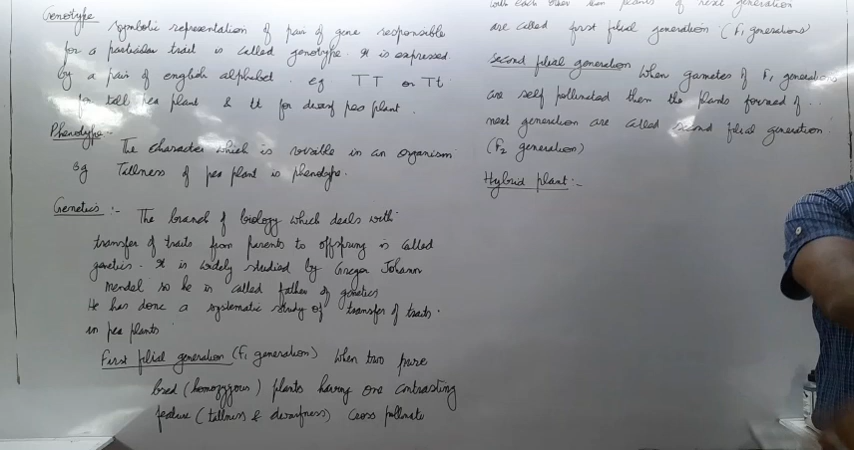 Genotype
Symbolic representation of pair of gene responsible
for a particular trait is called genotype. It is expressed
by a pair of english alphabet. eg TT or Tt
for tall pea plant & tt for dwarf pea plant.
Phenotype:-
The character which is visible in an organism
eg Tallness of pea plant is phenotype.
Genetics :- The branch of biology which deals with
transfer of traits from parents to offspring is called
genetics. It is widely studied by Gregor Johann
Mendel so he is called father of genetics
He has done a systematic study of transfer of traits.
in pea plants
First filial generation (F1 generation) When two pure
bred (homozygous) plants having one contrasting
feature (tallness & dwarfness) cross pollinate
with each other then plants of next generation
are called first filial generation (F1 generations)
Second filial generation When gametes of F1 generation
are self pollinated then the plants formed of
next generation are called second filial generation
(F2 generation)
Hybrid plant:-